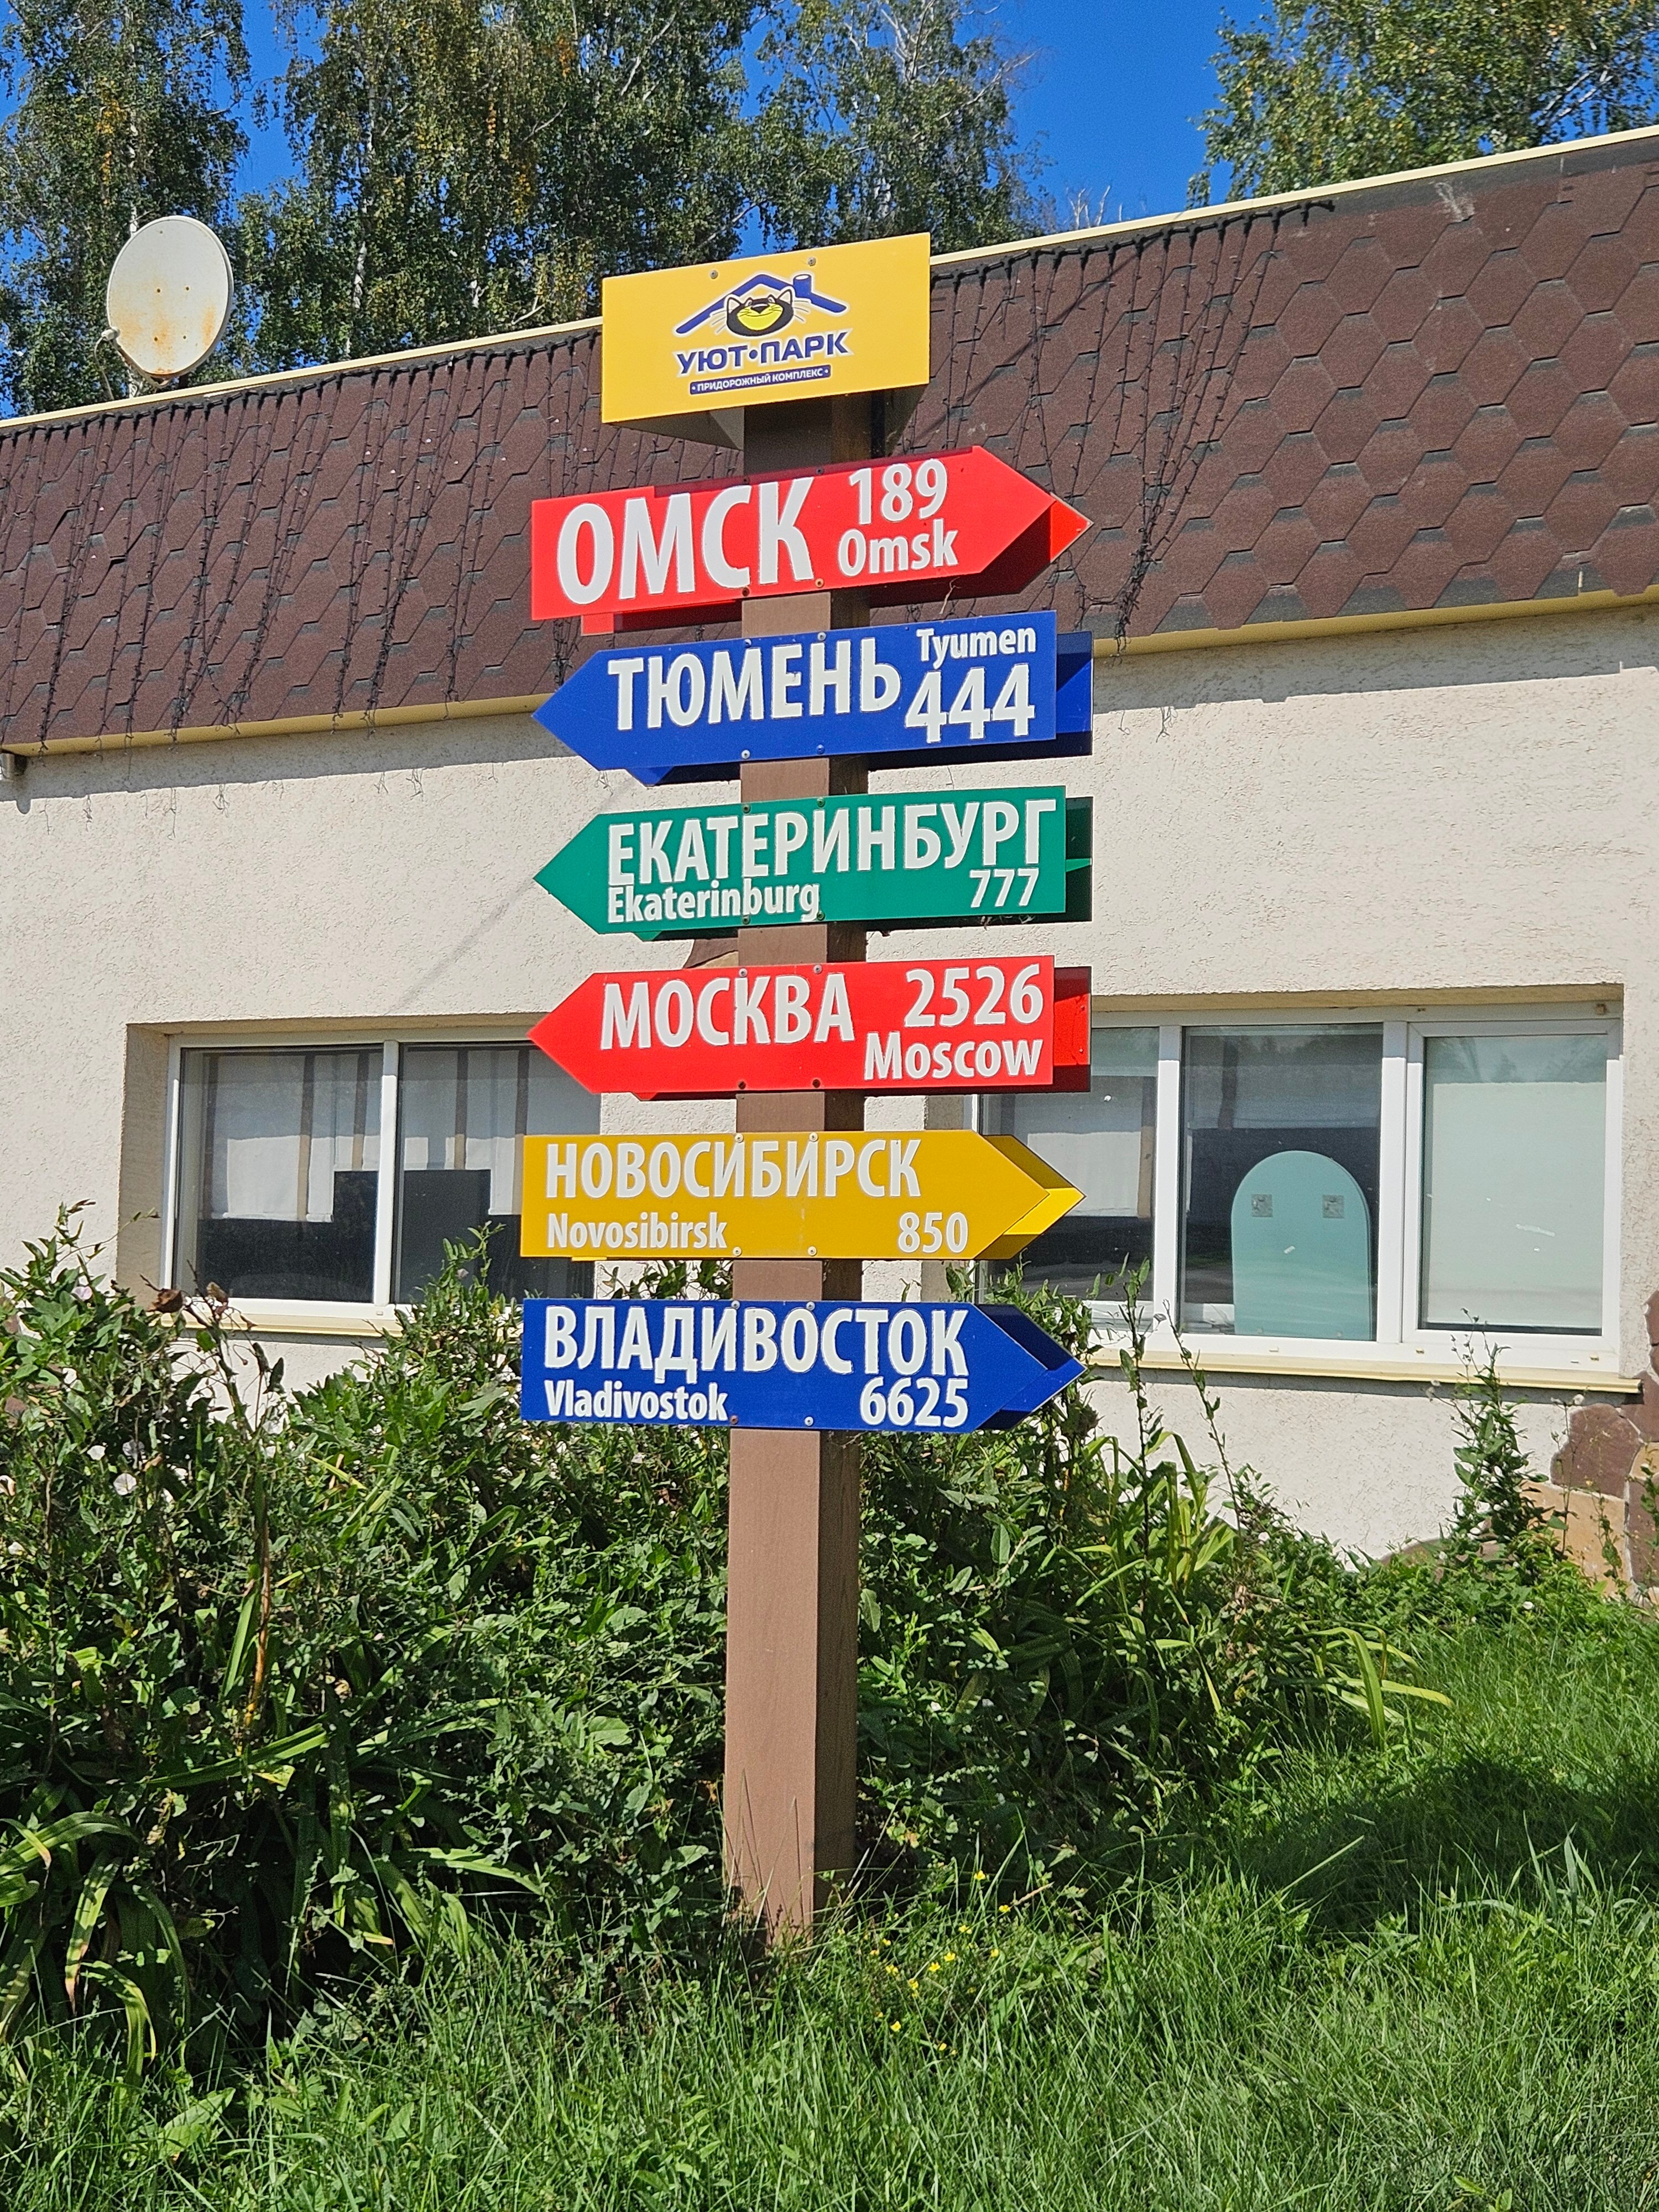 УЮТ•ПАРК
• ПРИДОРОЖНЫЙ КОМПЛЕКС •
ОМСК 189
Omsk
ТЮМЕНЬ Tyumen
444
ЕКАТЕРИНБУРГ
Ekaterinburg 777
МОСКВА 2526
Moscow
НОВОСИБИРСК
Novosibirsk 850
ВЛАДИВОСТОК
Vladivostok 6625